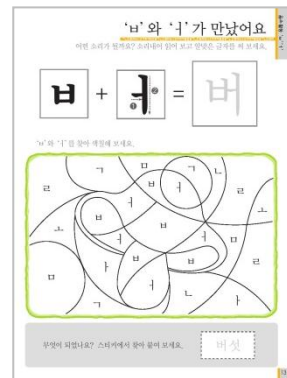 'ㅂ'와 'ㅓ'가 만났어요
어떤 소리가 될까요? 소리내어 읽어 보고 알맞은 글자를 써 보세요.
ㅂ + ㅓ = 버
'ㅂ'와 'ㅓ'를 찾아 색칠해 보세요.
ㄱ ㅁ ㄱ ㄴ
ㄹ ㅂ ㅓ ㄹ
ㅓ ㅂ ㅗ
ㅗ ㅂ ㅓ
ㅓ ㅂ ㅓ ㅂ ㅁ
ㅁ ㅏ ㅂ ㄹ
ㄱ ㅓ ㄴ ㅏ
무엇이 되었나요? 스티커에서 찾아 붙여 보세요.
버섯